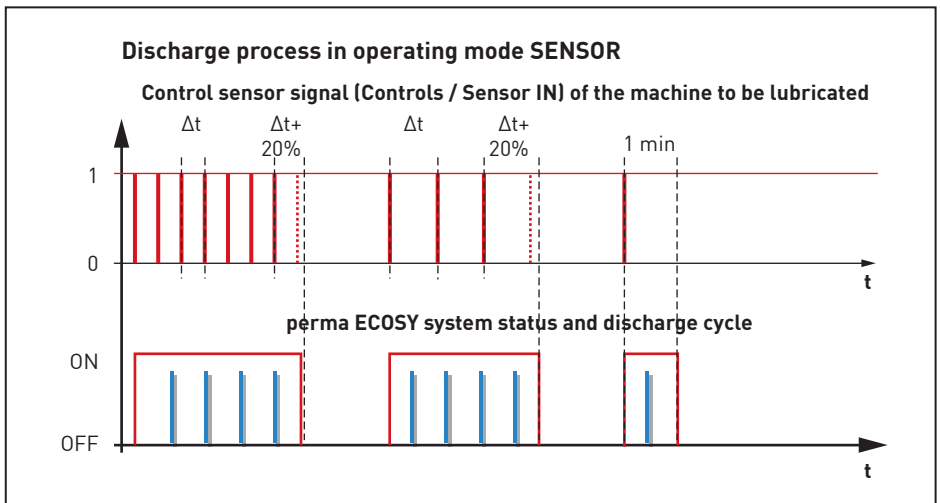 Discharge process in operating mode SENSOR
Control sensor signal (Controls / Sensor IN) of the machine to be lubricated
Δt
Δt+
20%
Δt
Δt+
20%
1 min
1
0
t
perma ECOSY system status and discharge cycle
ON
OFF
t